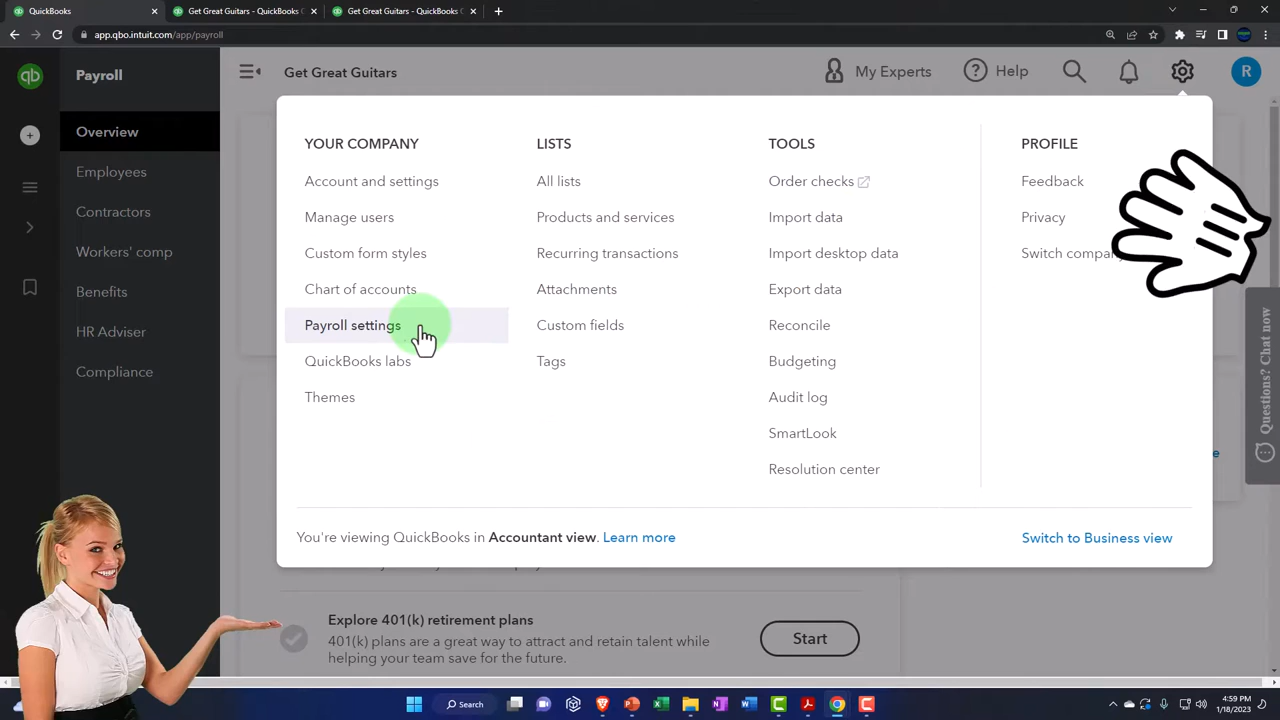 QuickBooks
Get Great Guitars - QuickBooks C
Get Great Guitars - QuickBooks C
app.qbo.intuit.com/app/payroll
qb
Payroll
Get Great Guitars
My Experts
Help
R
Overview
Employees
Contractors
Workers' comp
Benefits
HR Adviser
Compliance
YOUR COMPANY
Account and settings
Manage users
Custom form styles
Chart of accounts
Payroll settings
QuickBooks labs
Themes
LISTS
All lists
Products and services
Recurring transactions
Attachments
Custom fields
Tags
TOOLS
Order checks
Import data
Import desktop data
Export data
Reconcile
Budgeting
Audit log
SmartLook
Resolution center
PROFILE
Feedback
Privacy
Switch company
You're viewing QuickBooks in Accountant view. Learn more
Switch to Business view
Questions? Chat now
Explore 401(k) retirement plans
401(k) plans are a great way to attract and retain talent while
helping your team save for the future.
Start
Search
4:59 PM
1/18/2023